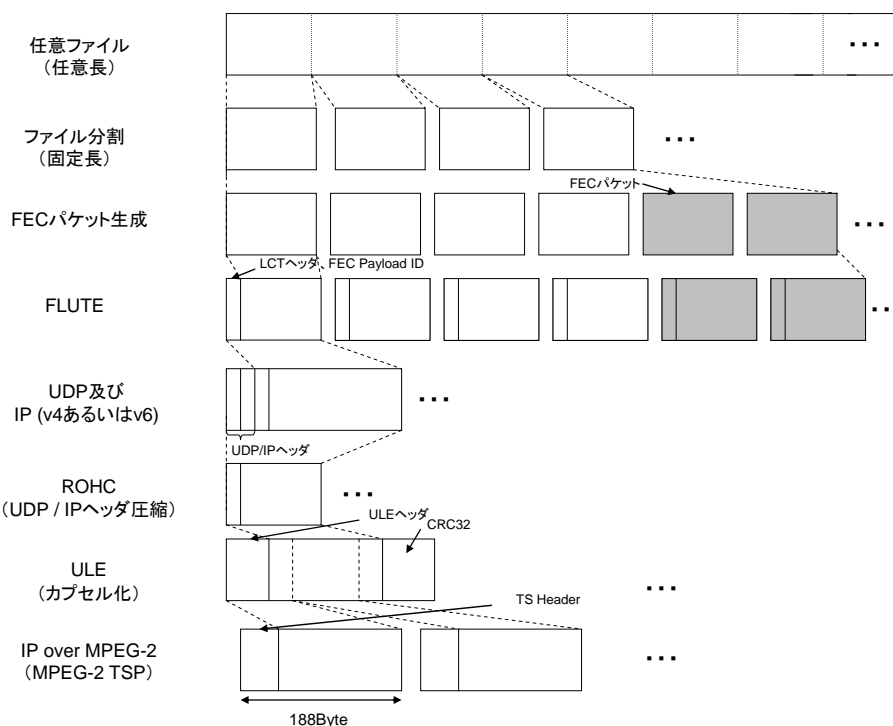 任意ファイル
（任意長）
ファイル分割
（固定長）
FECパケット
FECパケット生成
LCTヘッダ、FEC Payload ID
FLUTE
UDP及び
IP (v4あるいはv6)
UDP/IPヘッダ
ROHC
（UDP / IPヘッダ圧縮）
ULEヘッダ
CRC32
ULE
（カプセル化）
TS Header
IP over MPEG-2
（MPEG-2 TSP）
188Byte